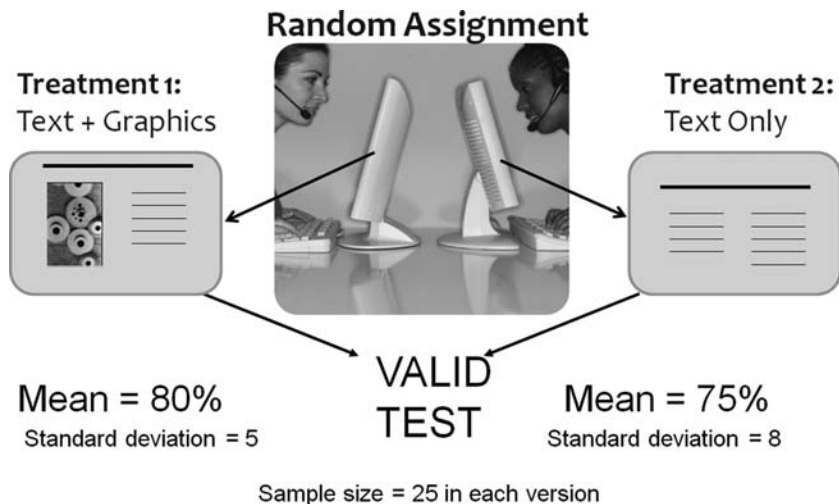 Random Assignment
Treatment 1:
Text + Graphics
Treatment 2:
Text Only
VALID
TEST
Mean = 80%
Standard deviation = 5
Mean = 75%
Standard deviation = 8
Sample size = 25 in each version